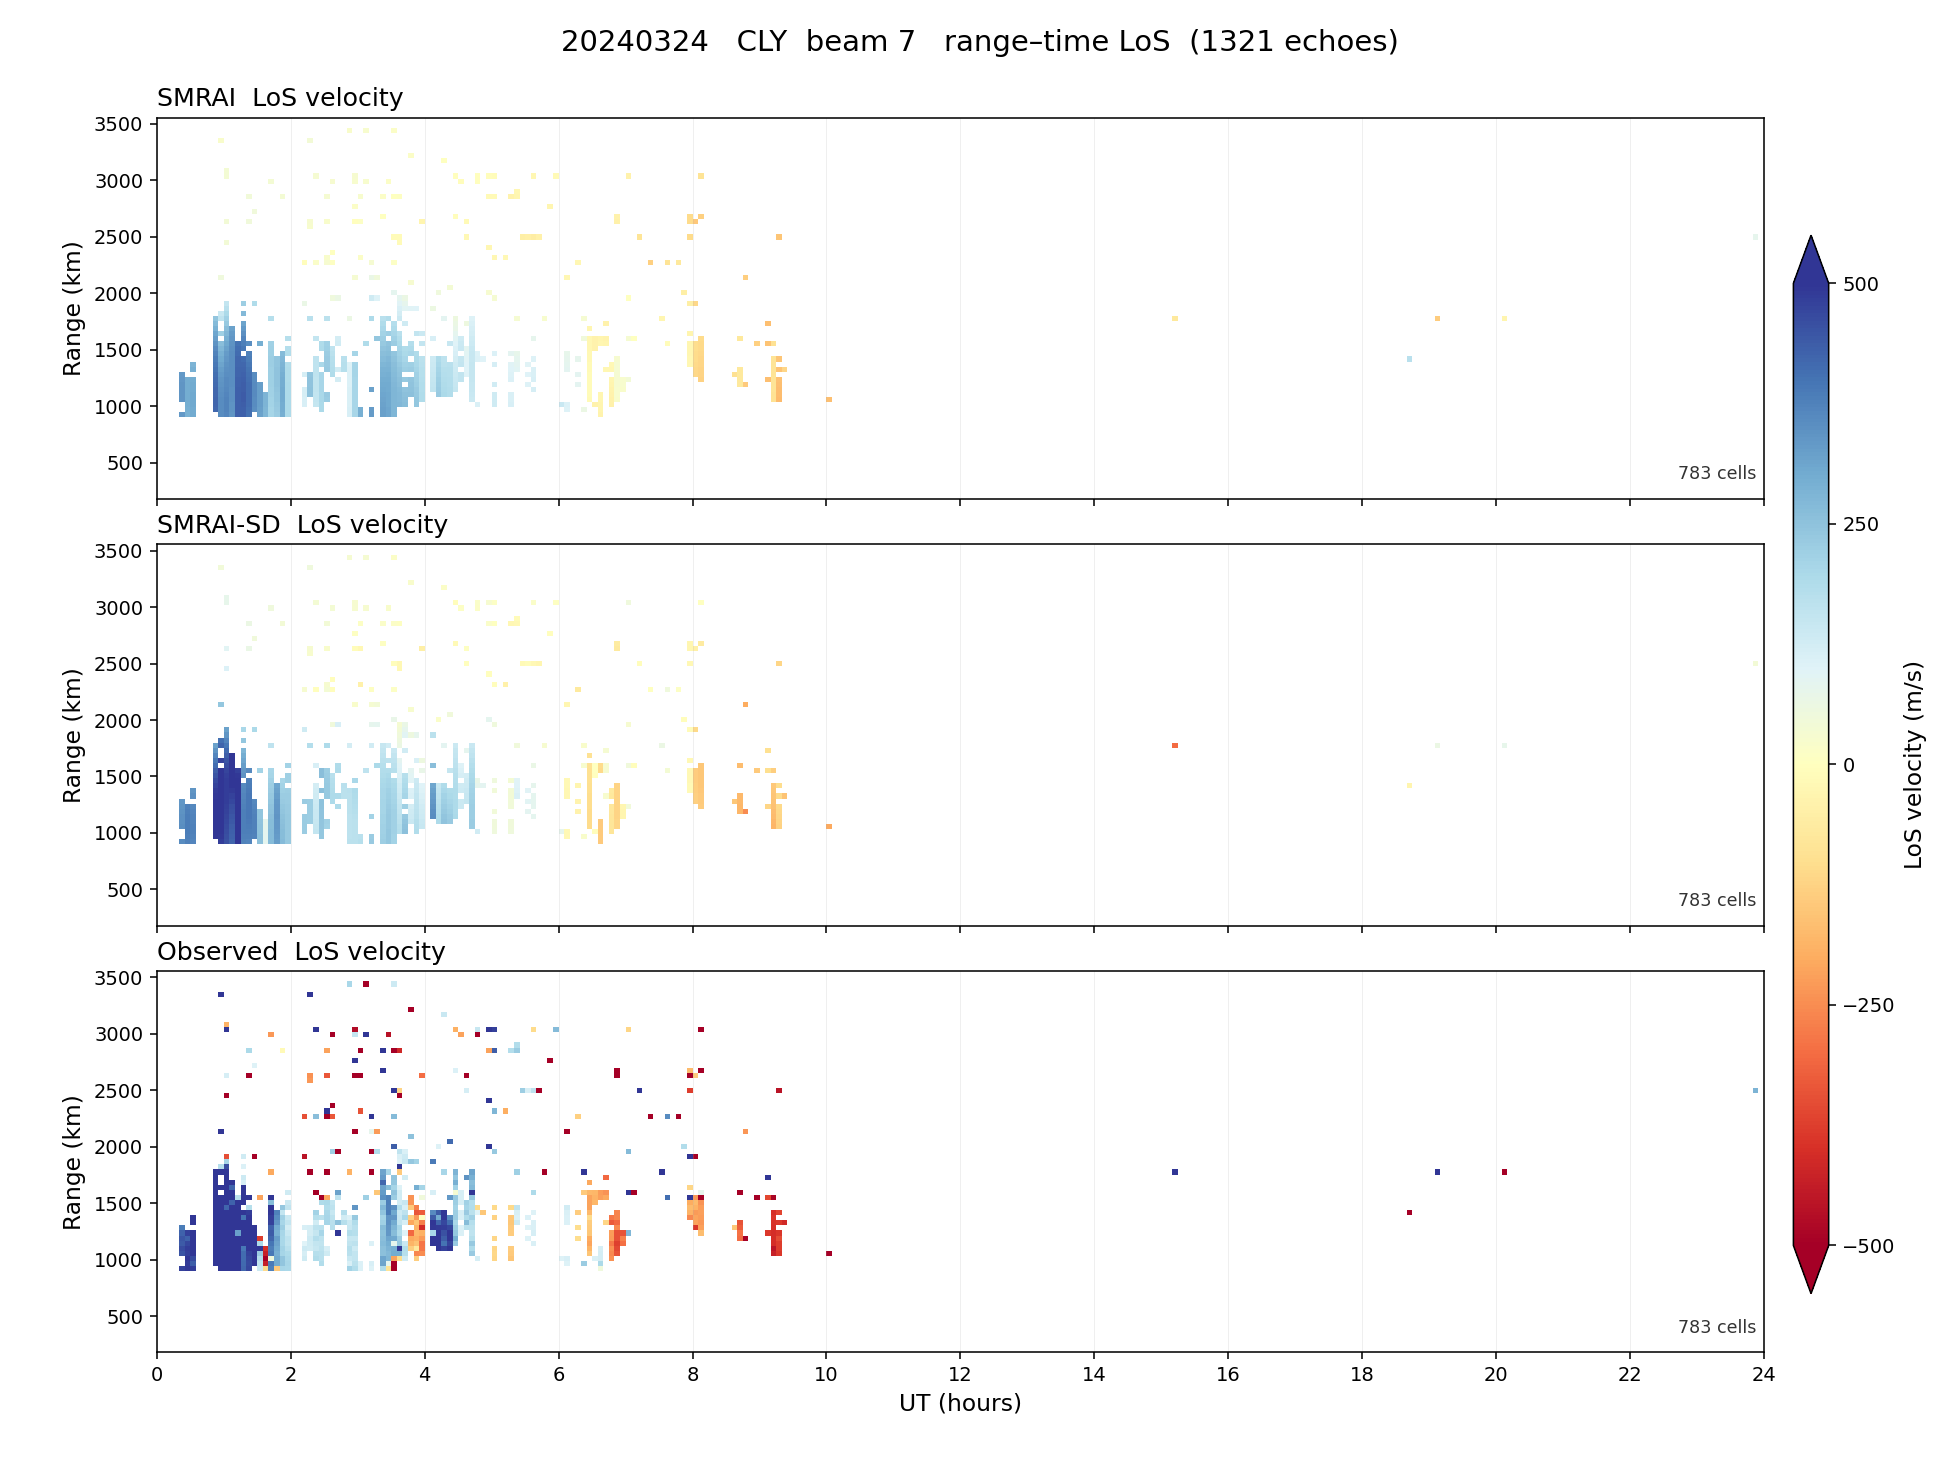 20240324   CLY  beam 7   range–time LoS  (1321 echoes)
SMRAI  LoS velocity
3500
3000
2500
2000
1500
1000
500
Range (km)
783 cells
SMRAI-SD  LoS velocity
3500
3000
2500
2000
1500
1000
500
Range (km)
783 cells
Observed  LoS velocity
3500
3000
2500
2000
1500
1000
500
Range (km)
783 cells
0 2 4 6 8 10 12 14 16 18 20 22 24
UT (hours)
500
250
0
−250
−500
LoS velocity (m/s)